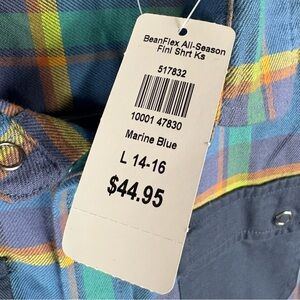 BeanFlex All-Season
Flnl Shrt Ks
517832
10001 47830
Marine Blue
L 14-16
$44.95